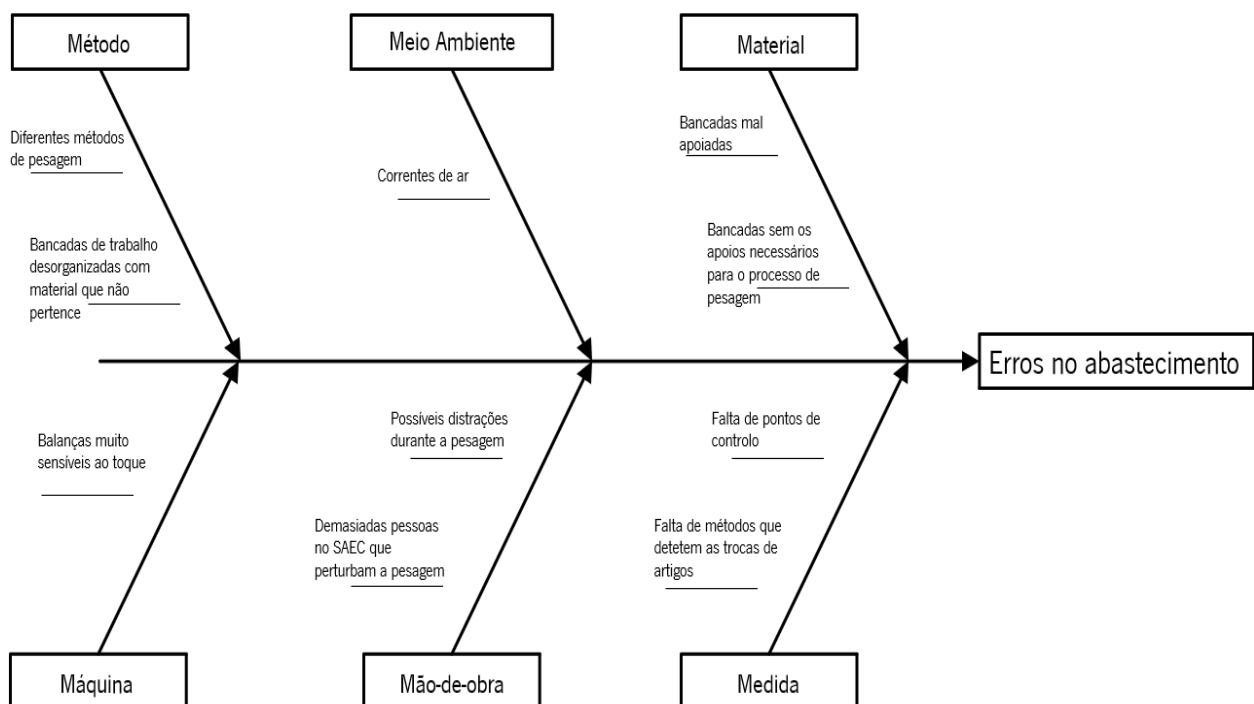 Método
Meio Ambiente
Material
Diferentes métodos
de pesagem
Bancadas de trabalho
desorganizadas com
material que não
pertence
Correntes de ar
Bancadas mal
apoiadas
Bancadas sem os
apoios necessários
para o processo de
pesagem
Erros no abastecimento
Balanças muito
sensíveis ao toque
Possíveis distrações
durante a pesagem
Demasiadas pessoas
no SAEC que
perturbam a pesagem
Falta de pontos de
controlo
Falta de métodos que
detetem as trocas de
artigos
Máquina
Mão-de-obra
Medida